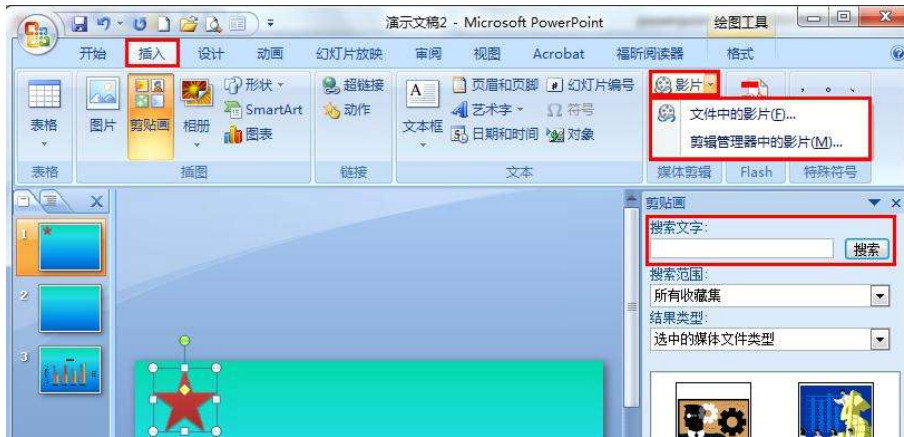 演示文稿2 - Microsoft PowerPoint
绘图工具
开始 插入 设计 动画 幻灯片放映 审阅 视图 Acrobat 福昕阅读器 格式
表格
图片
剪贴画
相册
形状
SmartArt
图表
超链接
动作
A
文本框
页眉和页脚
艺术字
日期和时间
# 幻灯片编号
Ω 符号
对象
影片
文件中的影片(F)...
剪辑管理器中的影片(M)...
表格 插图 链接 文本 媒体剪辑 Flash 特殊符号
剪贴画
搜索文字:
搜索
搜索范围:
所有收藏集
结果类型:
选中的媒体文件类型
1
2
3